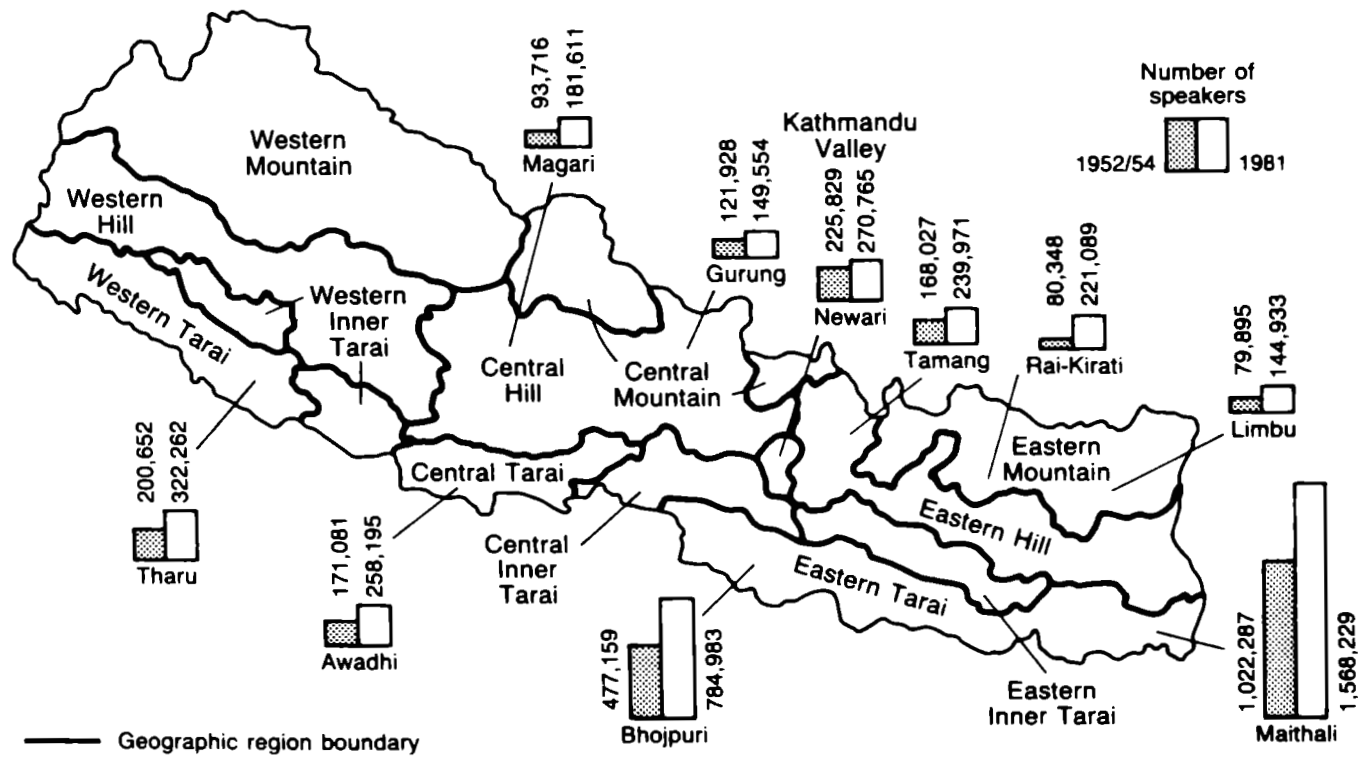 Number of
speakers
1952/54
1981
93,716
181,611
Magari
Kathmandu
Valley
121,928
149,554
Gurung
225,829
270,765
Newari
168,027
239,971
Tamang
80,348
221,089
Rai-Kirati
79,895
144,933
Limbu
Western
Mountain
Western
Hill
Western Tarai
Western
Inner
Tarai
Central
Hill
Central
Mountain
Central Tarai
Central
Inner
Tarai
Eastern
Mountain
Eastern Hill
Eastern Tarai
Eastern
Inner Tarai
200,652
322,262
Tharu
171,081
258,195
Awadhi
477,159
784,983
Bhojpuri
1,022,287
1,568,229
Maithali
Geographic region boundary